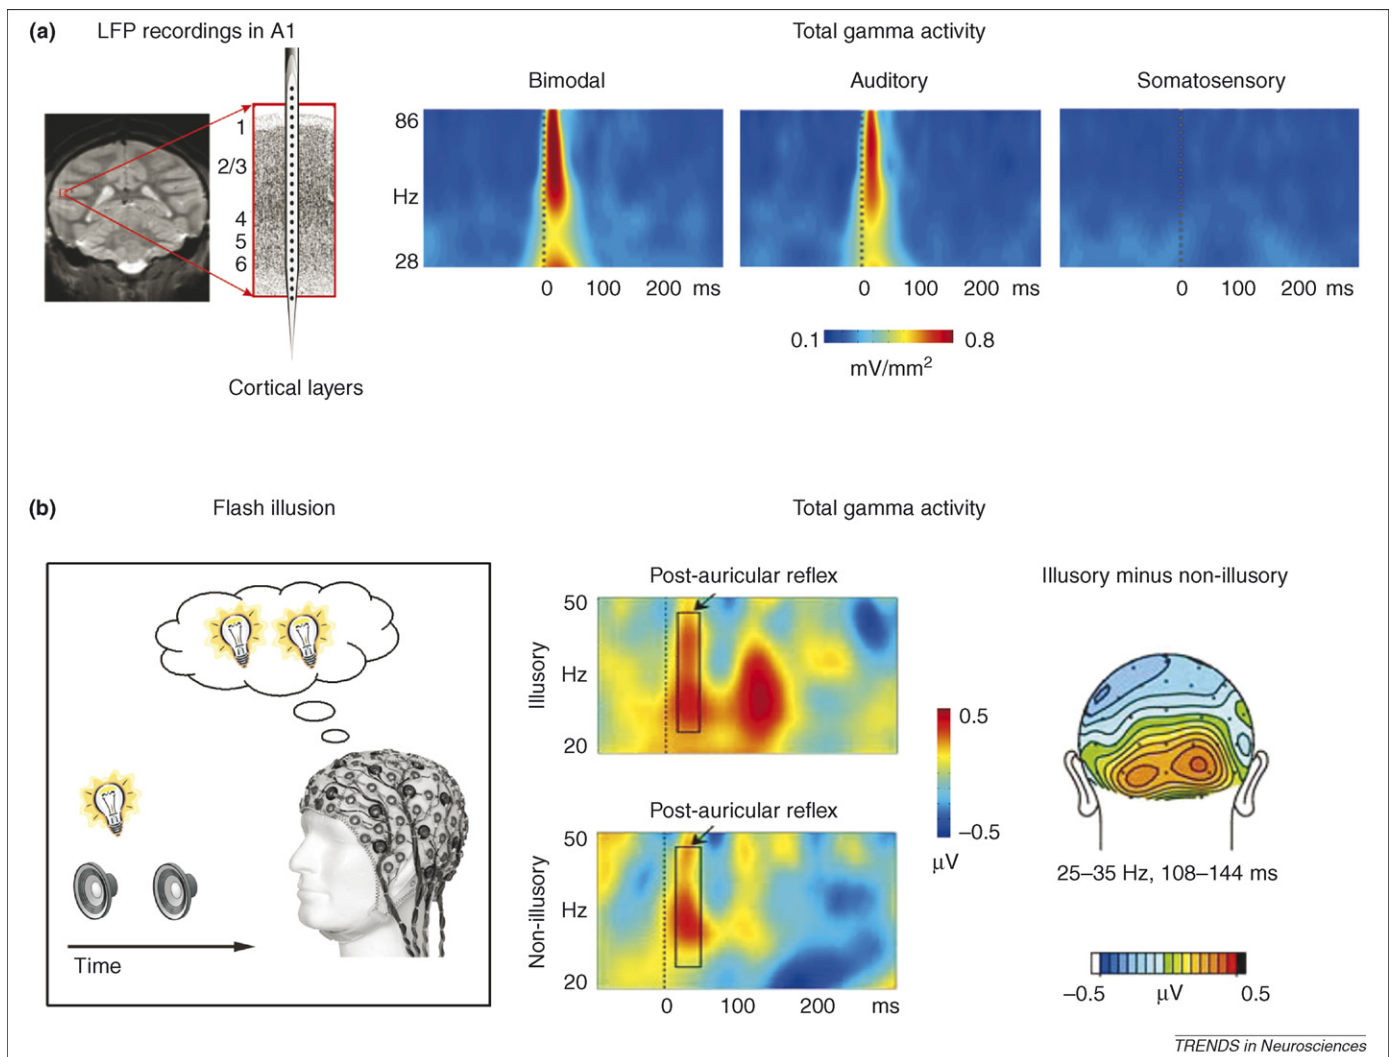 (a) LFP recordings in A1
Total gamma activity
Bimodal
Auditory
Somatosensory
1
2/3
4
5
6
Cortical layers
86
Hz
28
0 100 200 ms
0 100 200 ms
0 100 200 ms
0.1 0.8
mV/mm²
(b) Flash illusion
Total gamma activity
Time
Post-auricular reflex
Illusory
50
Hz
20
Post-auricular reflex
Non-illusory
50
Hz
20
0 100 200 ms
0.5
–0.5
μV
Illusory minus non-illusory
25–35 Hz, 108–144 ms
–0.5 μV 0.5
TRENDS in Neurosciences